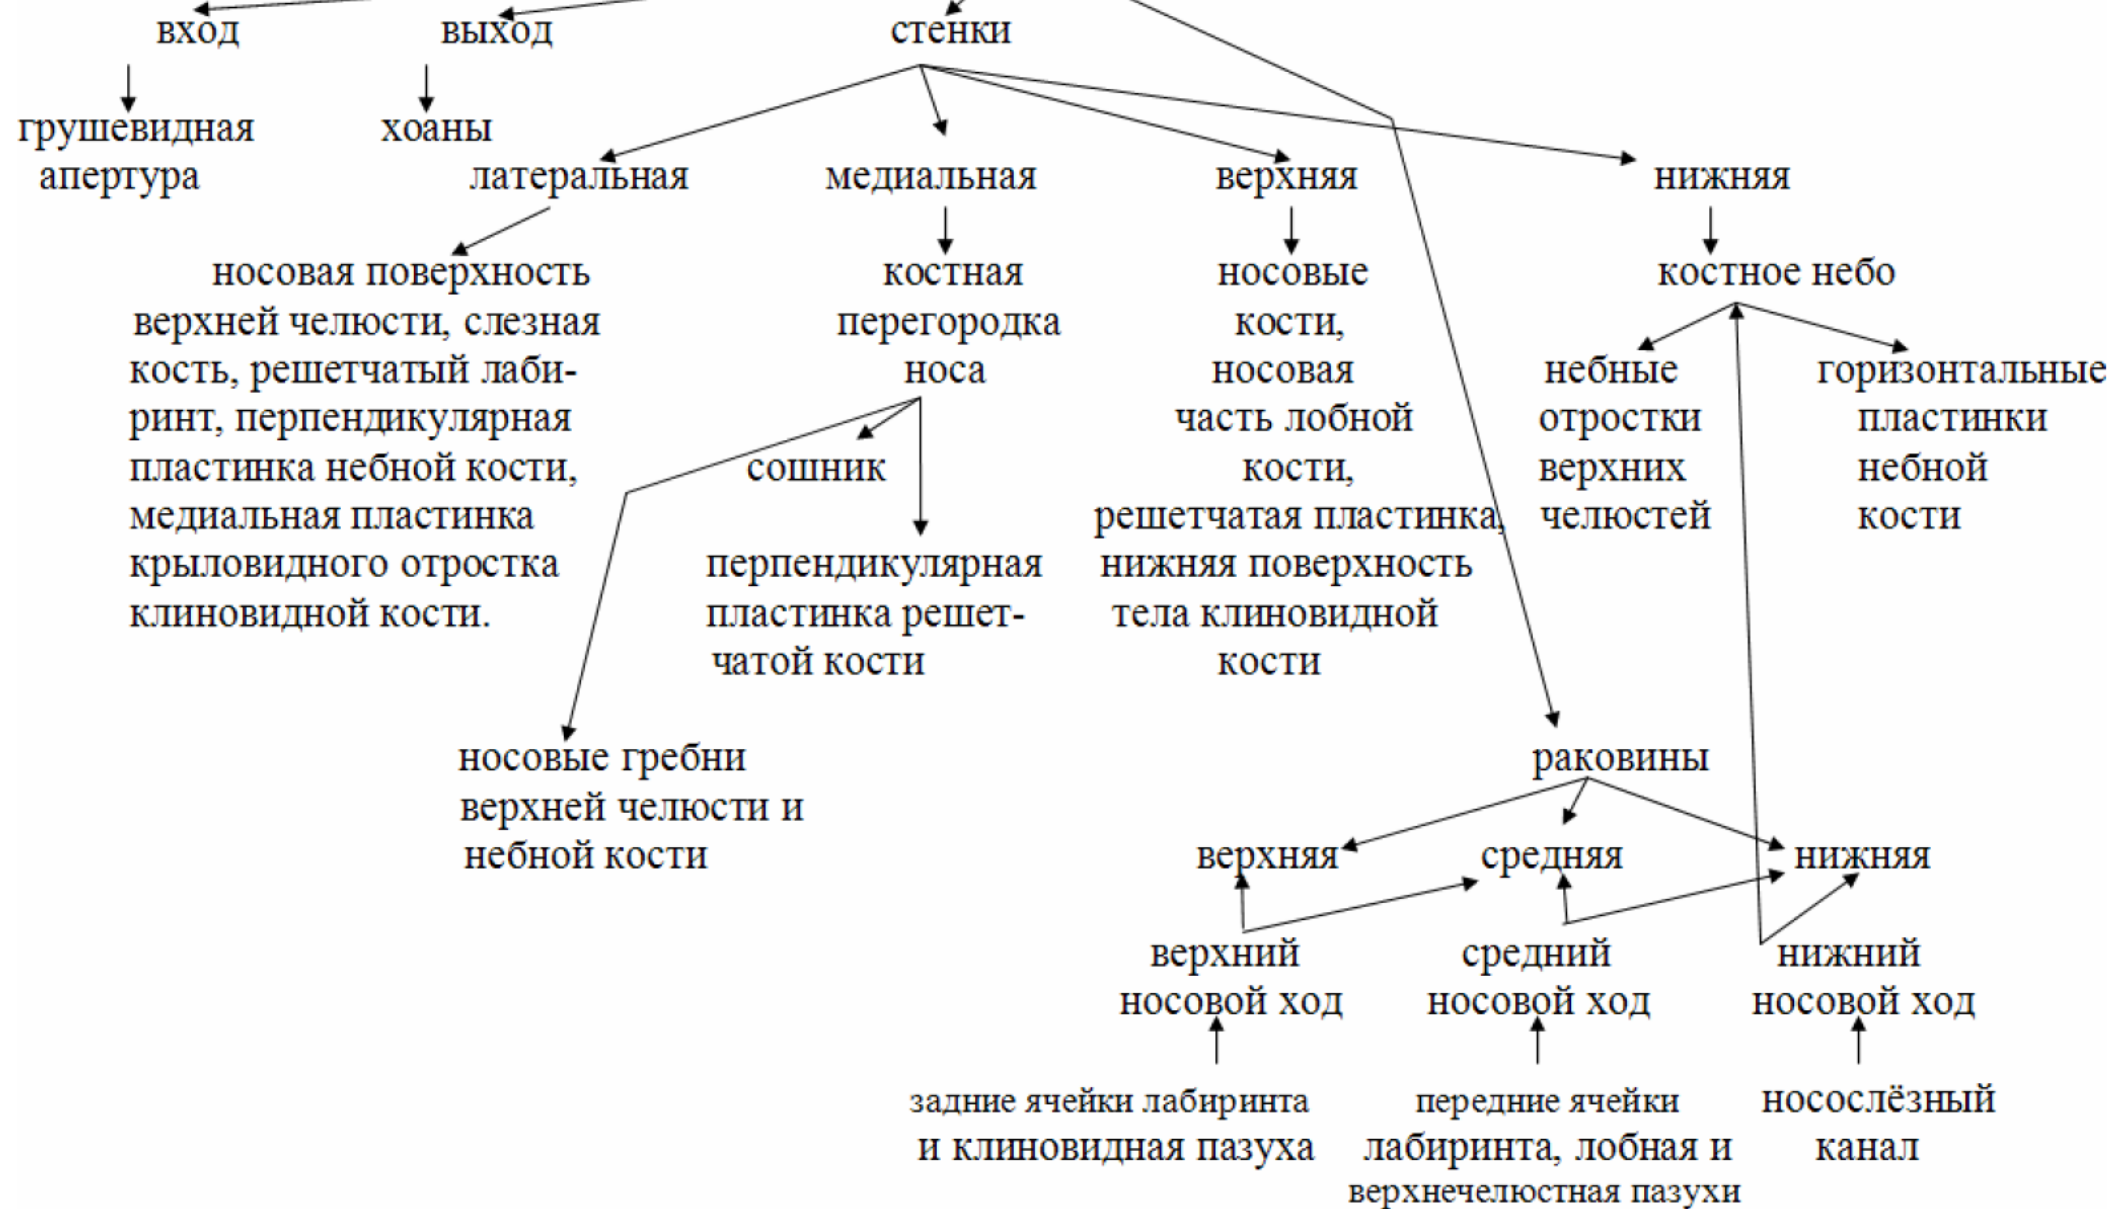 вход
выход
стенки
грушевидная
апертура
хоаны
латеральная
медиальная
верхняя
нижняя
носовая поверхность
верхней челюсти, слезная
кость, решетчатый лаби-
ринт, перпендикулярная
пластинка небной кости,
медиальная пластинка
крыловидного отростка
клиновидной кости.
костная
перегородка
носа
сошник
перпендикулярная
пластинка решет-
чатой кости
носовые гребни
верхней челюсти и
небной кости
носовые
кости,
носовая
часть лобной
кости,
решетчатая пластинка,
нижняя поверхность
тела клиновидной
кости
костное небо
небные
отростки
верхних
челюстей
горизонтальные
пластинки
небной
кости
раковины
верхняя
средняя
нижняя
верхний
носовой ход
средний
носовой ход
нижний
носовой ход
задние ячейки лабиринта
и клиновидная пазуха
передние ячейки
лабиринта, лобная и
верхнечелюстная пазухи
носослёзный
канал